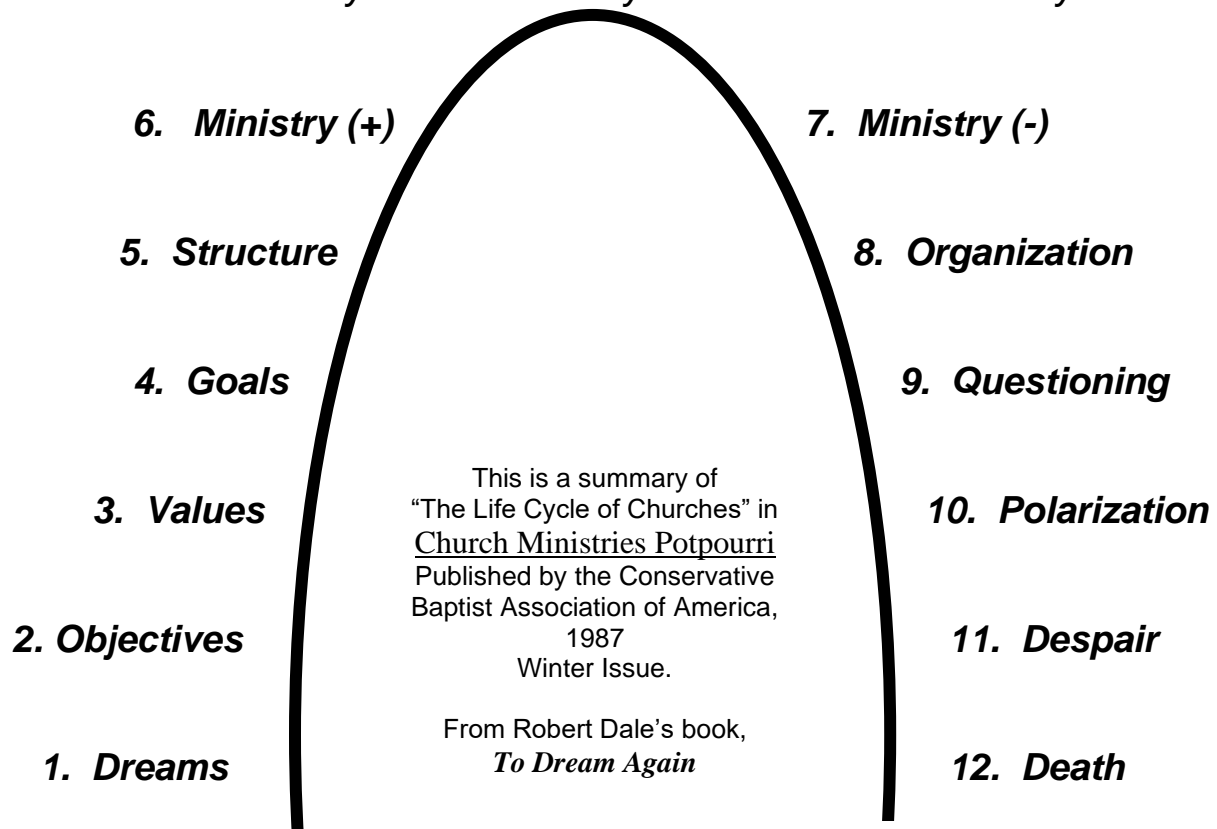 6. Ministry (+)
7. Ministry (-)
5. Structure
8. Organization
4. Goals
9. Questioning
3. Values
10. Polarization
2. Objectives
11. Despair
1. Dreams
12. Death
This is a summary of
“The Life Cycle of Churches” in
Church Ministries Potpourri
Published by the Conservative
Baptist Association of America,
1987
Winter Issue.
From Robert Dale’s book,
To Dream Again